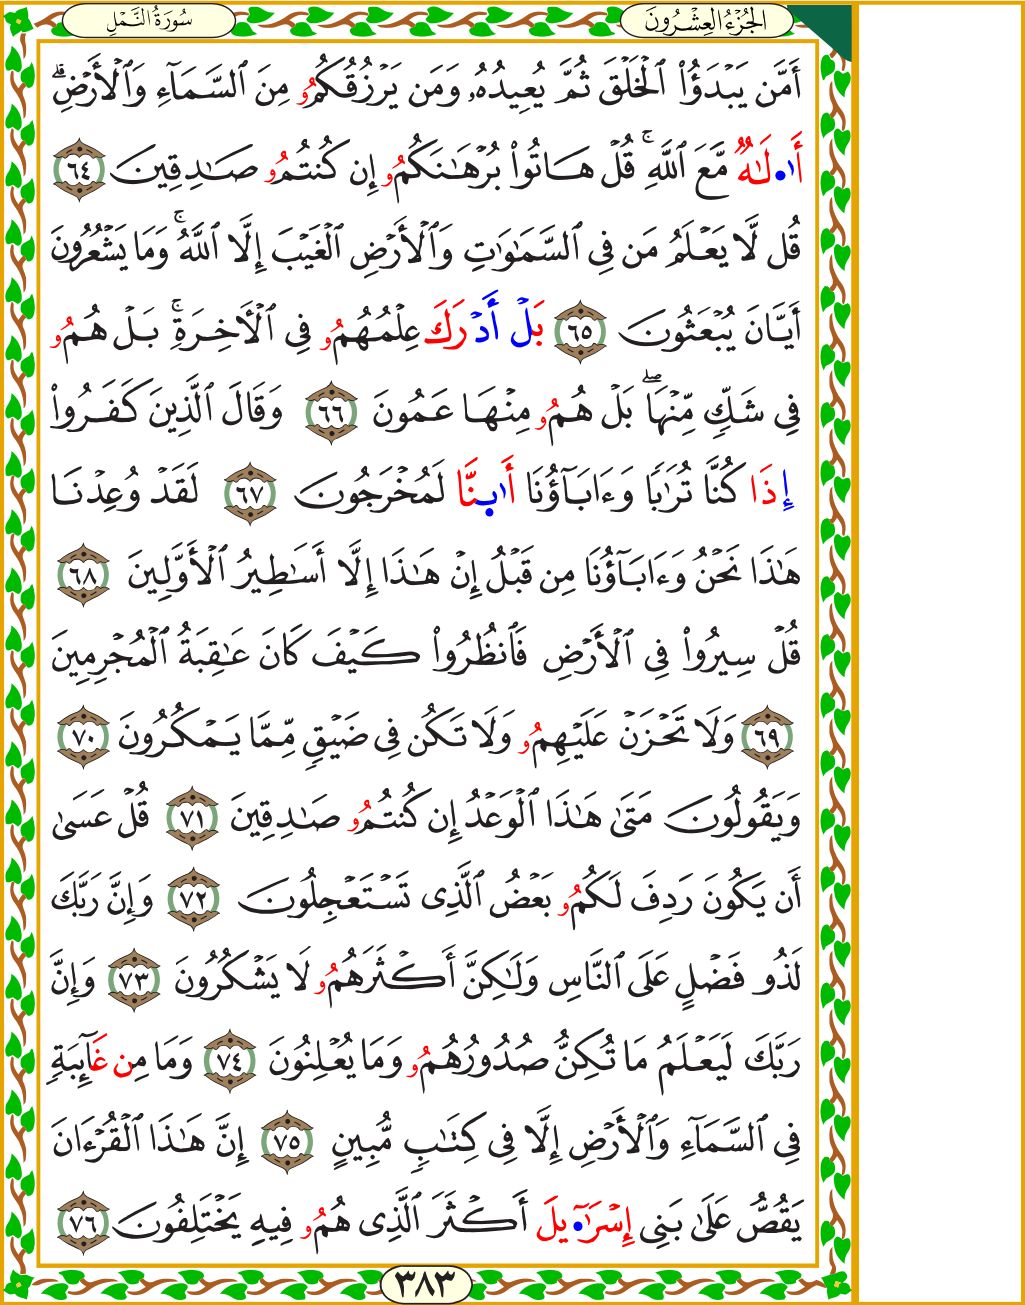 الجُزْءُ العِشْرُونَ
سُورَةُ النَّمْلِ
أَمَّن يَبْدَؤُا۟ ٱلْخَلْقَ ثُمَّ يُعِيدُهُۥ وَمَن يَرْزُقُكُمُو مِنَ ٱلسَّمَآءِ وَٱلْأَرْضِۗ
أَا۬لَٰهٌ مَّعَ ٱللَّهِۚ قُلْ هَاتُوا۟ بُرْهَٰنَكُمُو إِن كُنتُمُو صَٰدِقِينَ ٦٤
قُل لَّا يَعْلَمُ مَن فِى ٱلسَّمَٰوَٰتِ وَٱلْأَرْضِ ٱلْغَيْبَ إِلَّا ٱللَّهُۚ وَمَا يَشْعُرُونَ
أَيَّانَ يُبْعَثُونَ ٦٥ بَلْ أَدْرَكَ عِلْمُهُمُو فِى ٱلْأَخِرَةِۚ بَلْ هُمُو
فِى شَكٍّ مِّنْهَاۖ بَلْ هُمُو مِنْهَا عَمُونَ ٦٦ وَقَالَ ٱلَّذِينَ كَفَرُوا۟
إِذَا كُنَّا تُرَٰبًا وَءَابَآؤُنَا أَا۬بِنَّا لَمُخْرَجُونَ ٦٧ لَقَدْ وُعِدْنَا
هَٰذَا نَحْنُ وَءَابَآؤُنَا مِن قَبْلُ إِنْ هَٰذَا إِلَّا أَسَٰطِيرُ ٱلْأَوَّلِينَ ٦٨
قُلْ سِيرُوا۟ فِى ٱلْأَرْضِ فَٱنظُرُوا۟ كَيْفَ كَانَ عَٰقِبَةُ ٱلْمُجْرِمِينَ
٦٩ وَلَا تَحْزَنْ عَلَيْهِمُو وَلَا تَكُن فِى ضَيْقٍ مِّمَّا يَمْكُرُونَ ٧٠
وَيَقُولُونَ مَتَىٰ هَٰذَا ٱلْوَعْدُ إِن كُنتُمُو صَٰدِقِينَ ٧١ قُلْ عَسَىٰ
أَن يَكُونَ رَدِفَ لَكُمُو بَعْضُ ٱلَّذِى تَسْتَعْجِلُونَ ٧٢ وَإِنَّ رَبَّكَ
لَذُو فَضْلٍ عَلَى ٱلنَّاسِ وَلَٰكِنَّ أَكْثَرَهُمُو لَا يَشْكُرُونَ ٧٣ وَإِنَّ
رَبَّكَ لَيَعْلَمُ مَا تُكِنُّ صُدُورُهُمُو وَمَا يُعْلِنُونَ ٧٤ وَمَا مِن غَآئِبَةٍ
فِى ٱلسَّمَآءِ وَٱلْأَرْضِ إِلَّا فِى كِتَٰبٍ مُّبِينٍ ٧٥ إِنَّ هَٰذَا ٱلْقُرْءَانَ
يَقُصُّ عَلَىٰ بَنِى إِسْرَآ۬يلَ أَكْثَرَ ٱلَّذِى هُمُو فِيهِ يَخْتَلِفُونَ ٧٦
٣٨٣